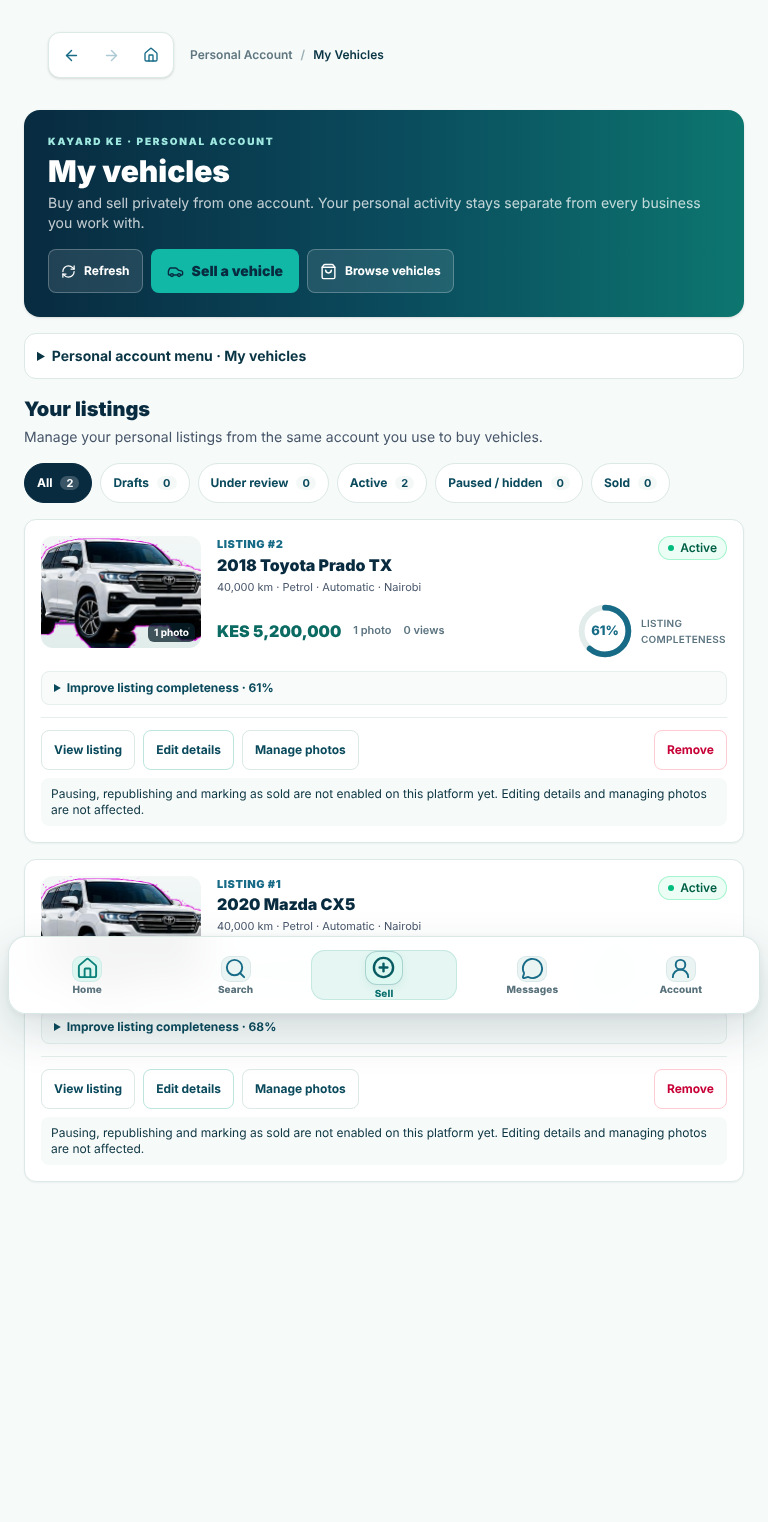 Personal Account / My Vehicles
KAYARD KE · PERSONAL ACCOUNT
My vehicles
Buy and sell privately from one account. Your personal activity stays separate from every business
you work with.
Refresh
Sell a vehicle
Browse vehicles
Personal account menu · My vehicles
Your listings
Manage your personal listings from the same account you use to buy vehicles.
All 2
Drafts 0
Under review 0
Active 2
Paused / hidden 0
Sold 0
LISTING #2
Active
2018 Toyota Prado TX
40,000 km · Petrol · Automatic · Nairobi
1 photo
KES 5,200,000
1 photo
0 views
61%
LISTING
COMPLETENESS
Improve listing completeness · 61%
View listing
Edit details
Manage photos
Remove
Pausing, republishing and marking as sold are not enabled on this platform yet. Editing details and managing photos
are not affected.
LISTING #1
Active
2020 Mazda CX5
40,000 km · Petrol · Automatic · Nairobi
Home
Search
Sell
Messages
Account
Improve listing completeness · 68%
View listing
Edit details
Manage photos
Remove
Pausing, republishing and marking as sold are not enabled on this platform yet. Editing details and managing photos
are not affected.